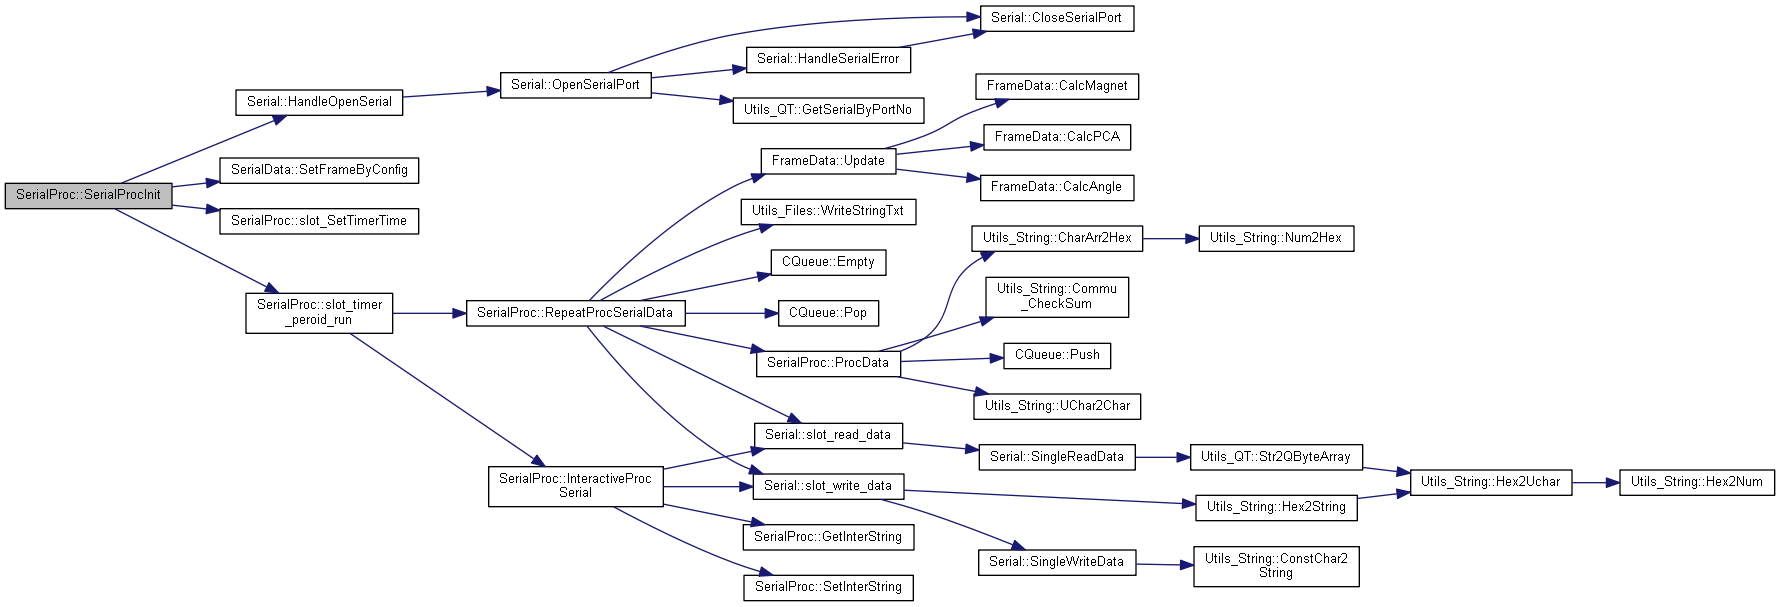 Serial::CloseSerialPort
Serial::HandleSerialError
Serial::OpenSerialPort
FrameData::CalcMagnet
Serial::HandleOpenSerial
Utils_QT::GetSerialByPortNo
FrameData::CalcPCA
FrameData::Update
SerialData::SetFrameByConfig
FrameData::CalcAngle
SerialProc::SerialProcInit
Utils_Files::WriteStringTxt
SerialProc::slot_SetTimerTime
Utils_String::CharArr2Hex
Utils_String::Num2Hex
CQueue::Empty
Utils_String::Commu
_CheckSum
SerialProc::slot_timer
_peroid_run
SerialProc::RepeatProcSerialData
CQueue::Pop
CQueue::Push
SerialProc::ProcData
Utils_String::UChar2Char
Serial::slot_read_data
Serial::SingleReadData
Utils_QT::Str2QByteArray
SerialProc::InteractiveProc
Serial
Serial::slot_write_data
Utils_String::Hex2Uchar
Utils_String::Hex2Num
Utils_String::Hex2String
SerialProc::GetInterString
Serial::SingleWriteData
Utils_String::ConstChar2
String
SerialProc::SetInterString